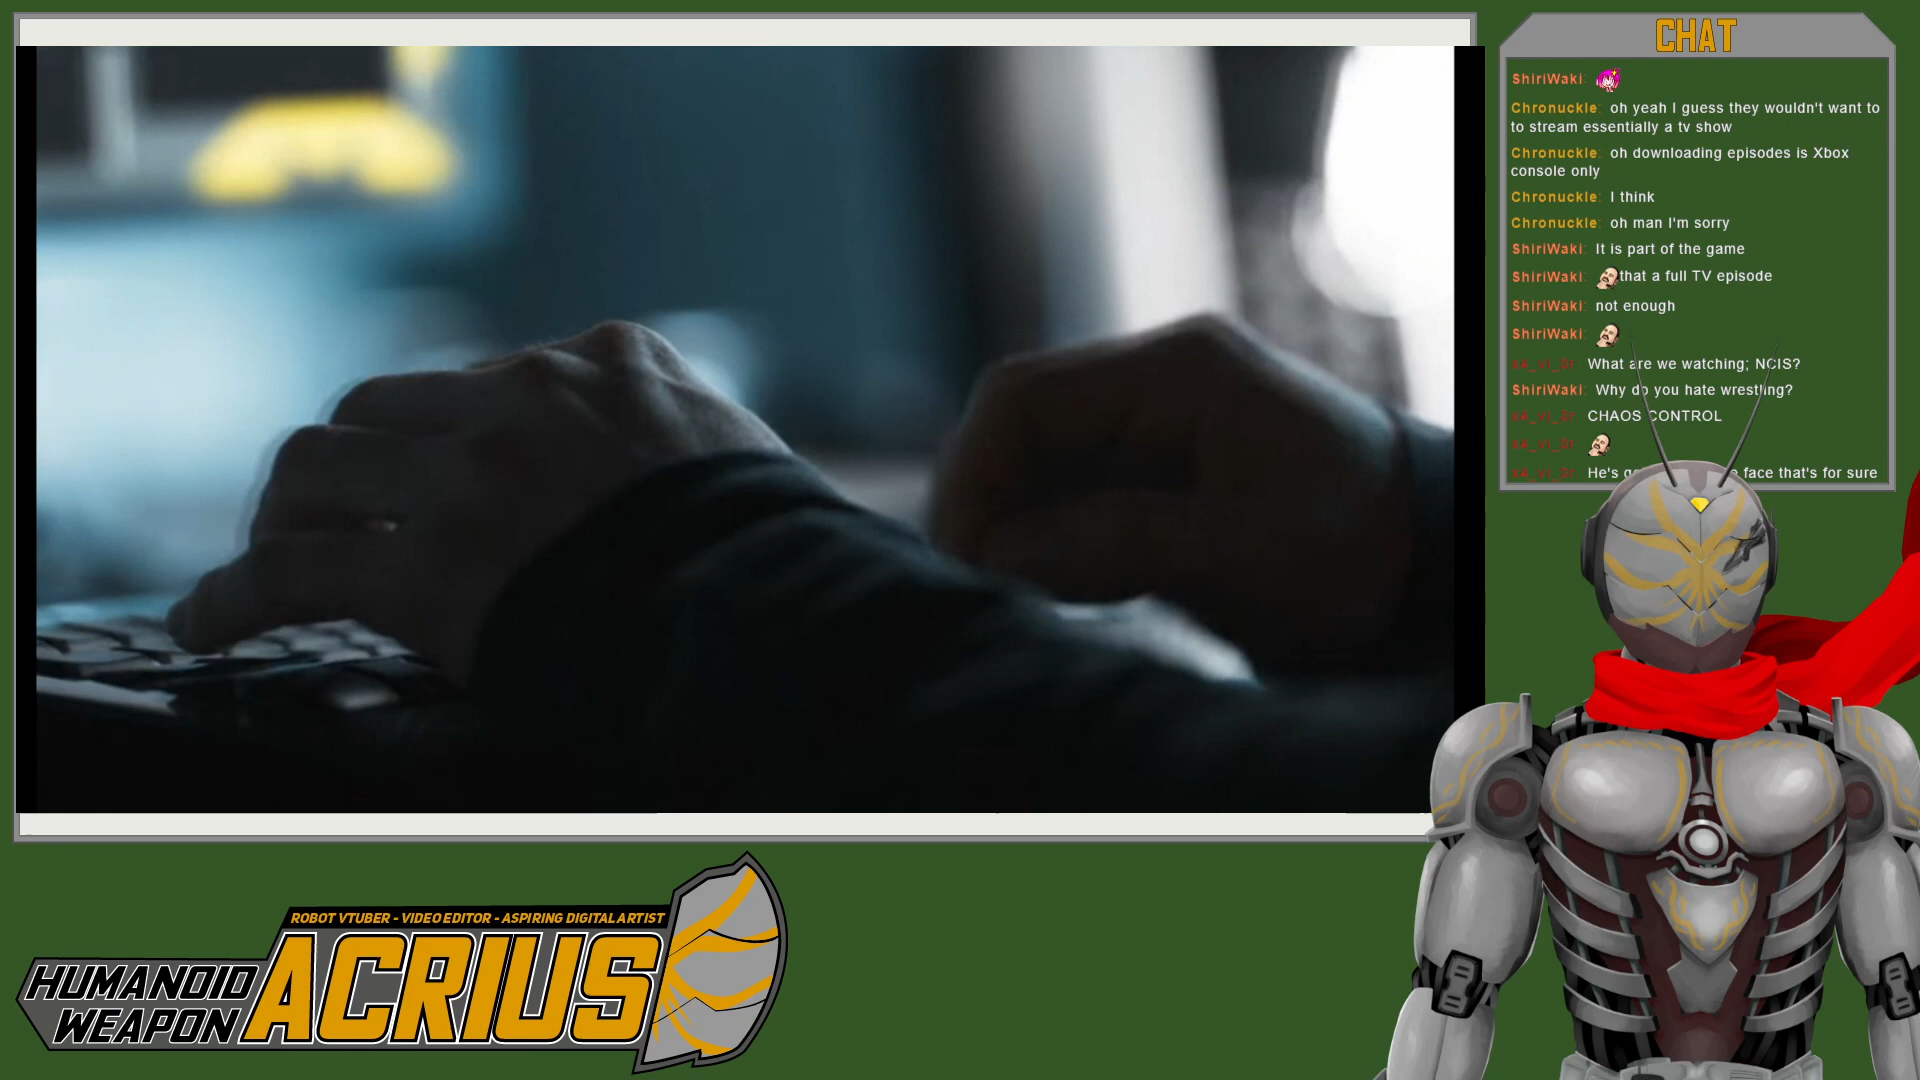 CHAT
ShiriWaki:
Chronuckle: oh yeah I guess they wouldn't want to
to stream essentially a tv show
Chronuckle: oh downloading episodes is Xbox
console only
Chronuckle: I think
Chronuckle: oh man I'm sorry
ShiriWaki: It is part of the game
ShiriWaki: that a full TV episode
ShiriWaki: not enough
ShiriWaki:
What are we watching; NCIS?
ShiriWaki: Why do you hate wrestling?
CHAOS CONTROL
He's face that's for sure
ROBOT VTUBER - VIDEO EDITOR - ASPIRING DIGITAL ARTIST
HUMANOID
WEAPON
ACRIUS